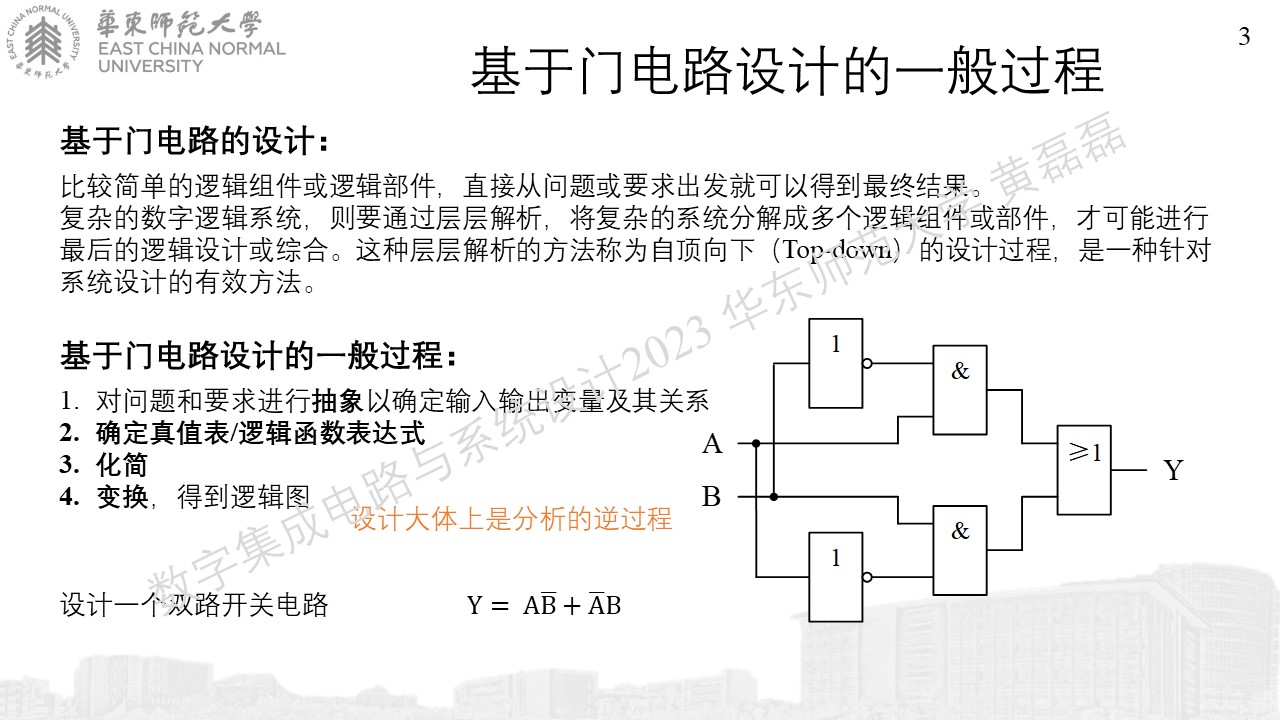 華東師範大學
EAST CHINA NORMAL
UNIVERSITY
EAST CHINA NORMAL UNIVERSITY
華東师范大学
3
基于门电路设计的一般过程
基于门电路的设计：
比较简单的逻辑组件或逻辑部件，直接从问题或要求出发就可以得到最终结果。
复杂的数字逻辑系统，则要通过层层解析，将复杂的系统分解成多个逻辑组件或部件，才可能进行
最后的逻辑设计或综合。这种层层解析的方法称为自顶向下（Top-down）的设计过程，是一种针对
系统设计的有效方法。
基于门电路设计的一般过程：
1. 对问题和要求进行抽象以确定输入输出变量及其关系
2. 确定真值表/逻辑函数表达式
3. 化简
4. 变换，得到逻辑图
设计大体上是分析的逆过程
设计一个双路开关电路
Y = AB̅ + A̅B
1
&
A
≥1
Y
B
&
1
数字集成电路与系统设计2023 华东师范大学 黄磊磊